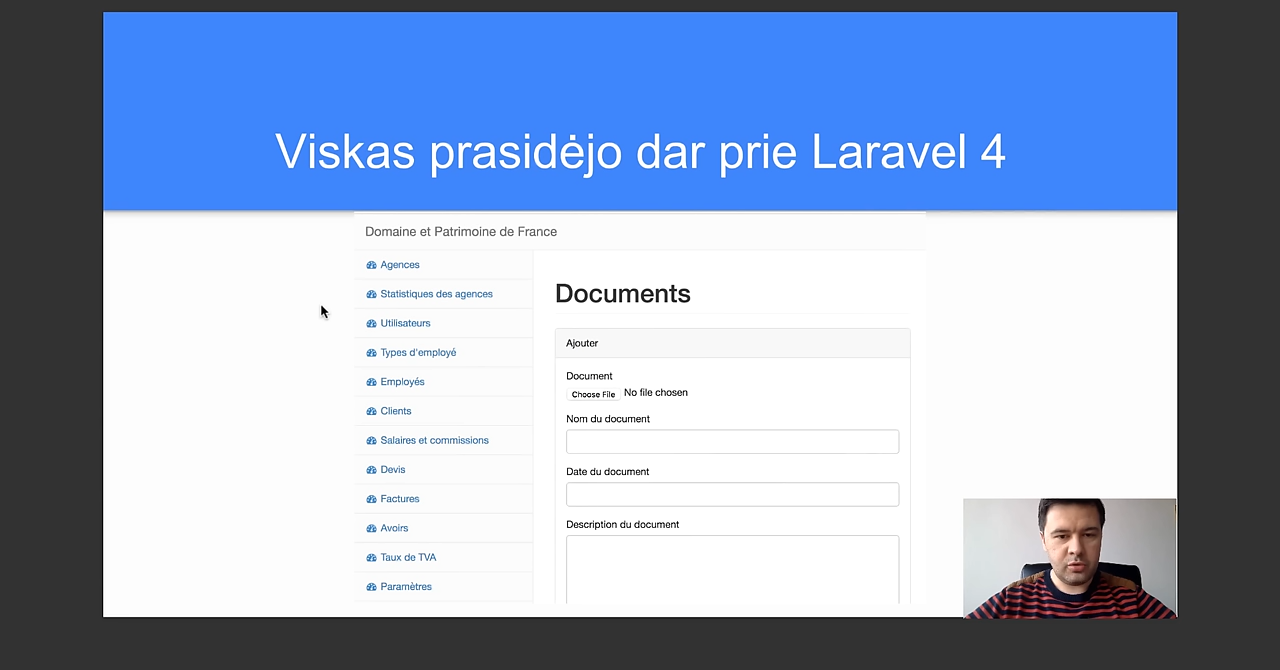 Viskas prasidėjo dar prie Laravel 4
Domaine et Patrimoine de France
Agences
Statistiques des agences
Utilisateurs
Types d'employé
Employés
Clients
Salaires et commissions
Devis
Factures
Avoirs
Taux de TVA
Paramètres
Documents
Ajouter
Document
Choose File No file chosen
Nom du document
Date du document
Description du document